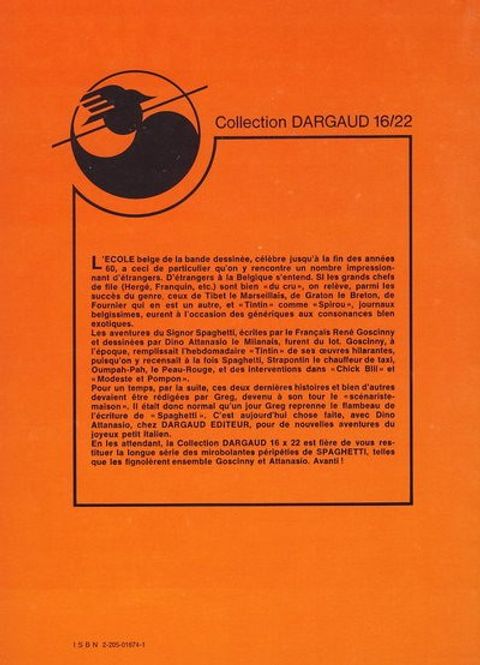 Collection DARGAUD 16/22
L'ECOLE belge de la bande dessinée, célèbre jusqu'à la fin des années
60, a ceci de particulier qu'on y rencontre un nombre impression-
nant d'étrangers. D'étrangers à la Belgique s'entend. Si les grands chefs
de file (Hergé, Franquin, etc.) sont bien «du cru», on relève, parmi les
succès du genre, ceux de Tibet le Marseillais, de Graton le Breton, de
Fournier qui en est un autre, et «Tintin» comme «Spirou», journaux
belgissimes, eurent à l'occasion des génériques aux consonances bien
exotiques.
Les aventures du Signor Spaghetti, écrites par le Français René Goscinny
et dessinées par Dino Attanasio le Milanais, furent du lot. Goscinny, à
l'époque, remplissait l'hebdomadaire «Tintin» de ses œuvres hilarantes,
puisqu'on y recensait à la fois Spaghetti, Strapontin le chauffeur de taxi,
Oumpah-Pah, le Peau-Rouge, et des interventions dans «Chick Bill» et
«Modeste et Pompon».
Pour un temps, par la suite, ces deux dernières histoires et bien d'autres
devaient être rédigées par Greg, devenu à son tour le «scénariste-
maison». Il était donc normal qu'un jour Greg reprenne le flambeau de
l'écriture de «Spaghetti». C'est aujourd'hui chose faite, avec Dino
Attanasio, chez DARGAUD EDITEUR, pour de nouvelles aventures du
joyeux petit Italien.
En les attendant, la Collection DARGAUD 16 x 22 est fière de vous res-
tituer la longue série des mirobolantes péripéties de SPAGHETTI, telles
que les fignolèrent ensemble Goscinny et Attanasio. Avanti!
ISBN 2-205-01674-1